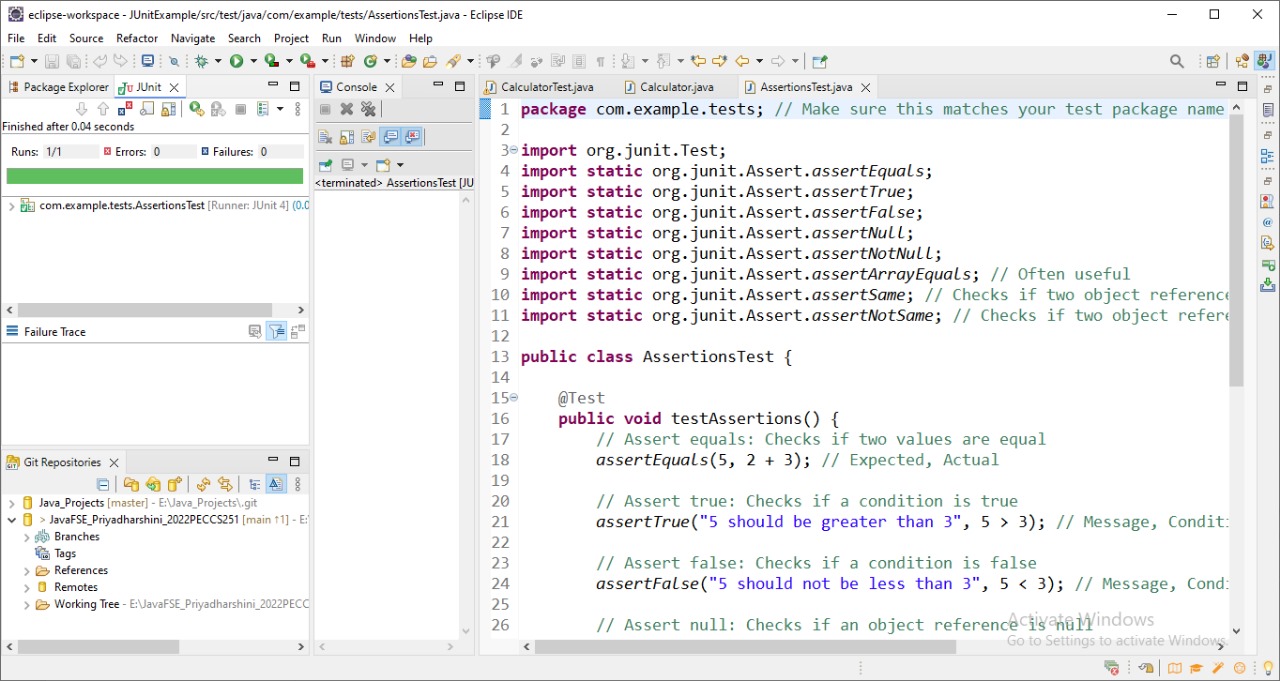 eclipse-workspace - JUnitExample/src/test/java/com/example/tests/AssertionsTest.java - Eclipse IDE
File Edit Source Refactor Navigate Search Project Run Window Help
Package Explorer JUnit
Finished after 0.04 seconds
Runs: 1/1 Errors: 0 Failures: 0
com.example.tests.AssertionsTest [Runner: JUnit 4] (0.0
Failure Trace
Git Repositories
Java_Projects [master] - E:\Java_Projects\.git
> JavaFSE_Priyadharshini_2022PECCS251 [main ↑1] - E:
Branches
Tags
References
Remotes
Working Tree - E:\JavaFSE_Priyadharshini_2022PECC
Console
<terminated> AssertionsTest [JU
CalculatorTest.java Calculator.java AssertionsTest.java
1 package com.example.tests; // Make sure this matches your test package name
2
3 import org.junit.Test;
4 import static org.junit.Assert.assertEquals;
5 import static org.junit.Assert.assertTrue;
6 import static org.junit.Assert.assertFalse;
7 import static org.junit.Assert.assertNull;
8 import static org.junit.Assert.assertNotNull;
9 import static org.junit.Assert.assertArrayEquals; // Often useful
10 import static org.junit.Assert.assertSame; // Checks if two object reference
11 import static org.junit.Assert.assertNotSame; // Checks if two object refere
12
13 public class AssertionsTest {
14
15 @Test
16 public void testAssertions() {
17 // Assert equals: Checks if two values are equal
18 assertEquals(5, 2 + 3); // Expected, Actual
19
20 // Assert true: Checks if a condition is true
21 assertTrue("5 should be greater than 3", 5 > 3); // Message, Conditi
22
23 // Assert false: Checks if a condition is false
24 assertFalse("5 should not be less than 3", 5 < 3); // Message, Cond
25
26 // Assert null: Checks if an object reference is null
Activate Windows
Go to Settings to activate Windows.